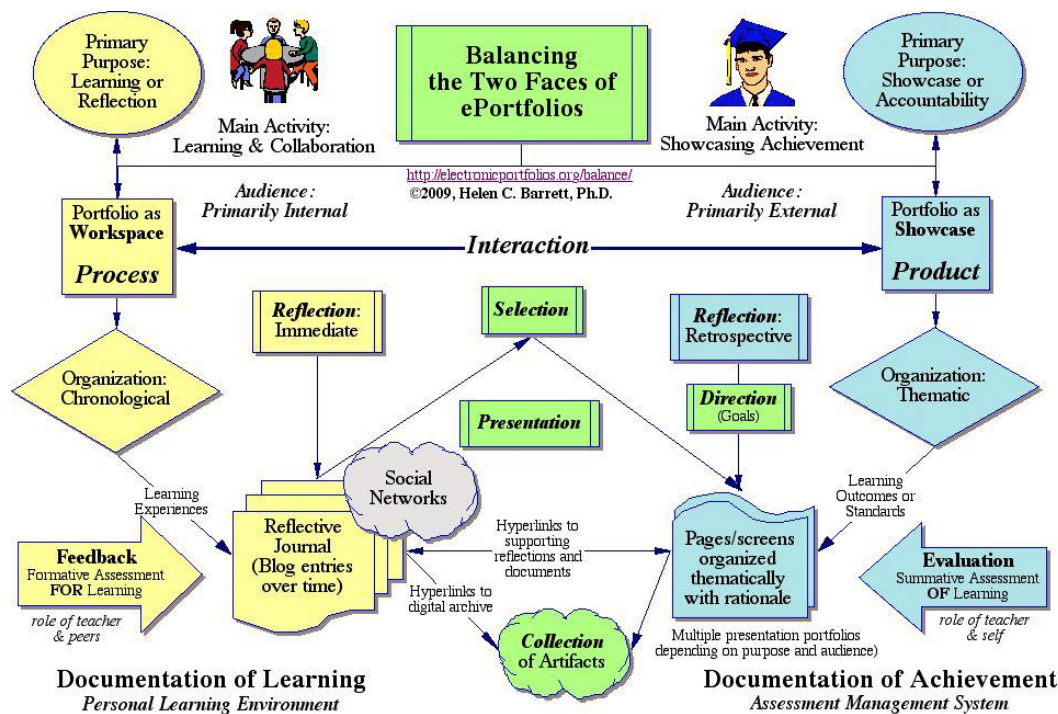 Primary
Purpose:
Learning or
Reflection
Main Activity:
Learning & Collaboration
Balancing
the Two Faces of
ePortfolios
Main Activity:
Showcasing Achievement
Primary
Purpose:
Showcase or
Accountability
http://electronicportfolios.org/balance/
©2009, Helen C. Barrett, Ph.D.
Audience:
Primarily Internal
Audience:
Primarily External
Portfolio as
Workspace
Process
Interaction
Portfolio as
Showcase
Product
Reflection:
Immediate
Selection
Reflection:
Retrospective
Organization:
Chronological
Presentation
Direction
(Goals)
Organization:
Thematic
Learning
Experiences
Social
Networks
Learning
Outcomes or
Standards
Feedback
Formative Assessment
FOR Learning
role of teacher
& peers
Reflective
Journal
(Blog entries
over time)
Hyperlinks to
supporting
reflections and
documents
Hyperlinks to
digital archive
Pages/screens
organized
thematically
with rationale
Evaluation
Summative Assessment
OF Learning
role of teacher
& self
Collection
of Artifacts
Multiple presentation portfolios
depending on purpose and audience)
Documentation of Learning
Personal Learning Environment
Documentation of Achievement
Assessment Management System